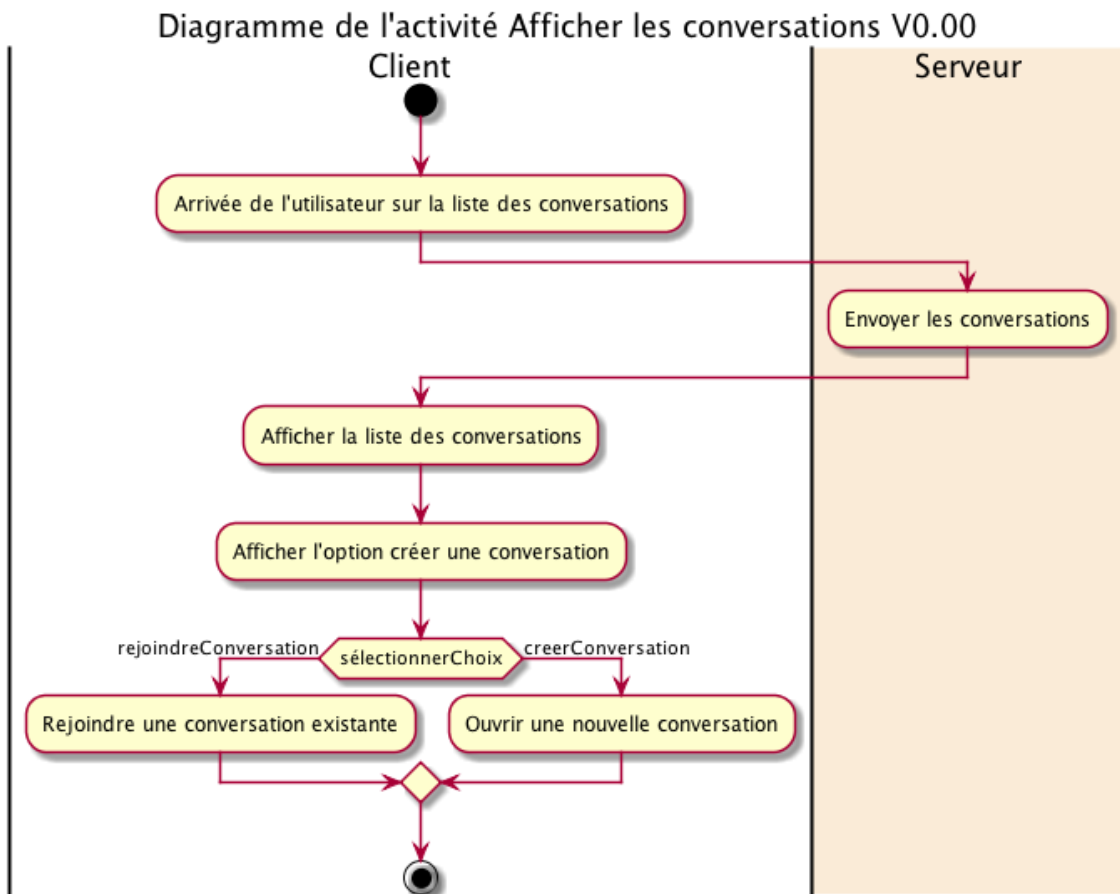 Diagramme de l'activité Afficher les conversations V0.00
Client
Serveur
Arrivée de l'utilisateur sur la liste des conversations
Envoyer les conversations
Afficher la liste des conversations
Afficher l'option créer une conversation
rejoindreConversation
sélectionnerChoix
creerConversation
Rejoindre une conversation existante
Ouvrir une nouvelle conversation